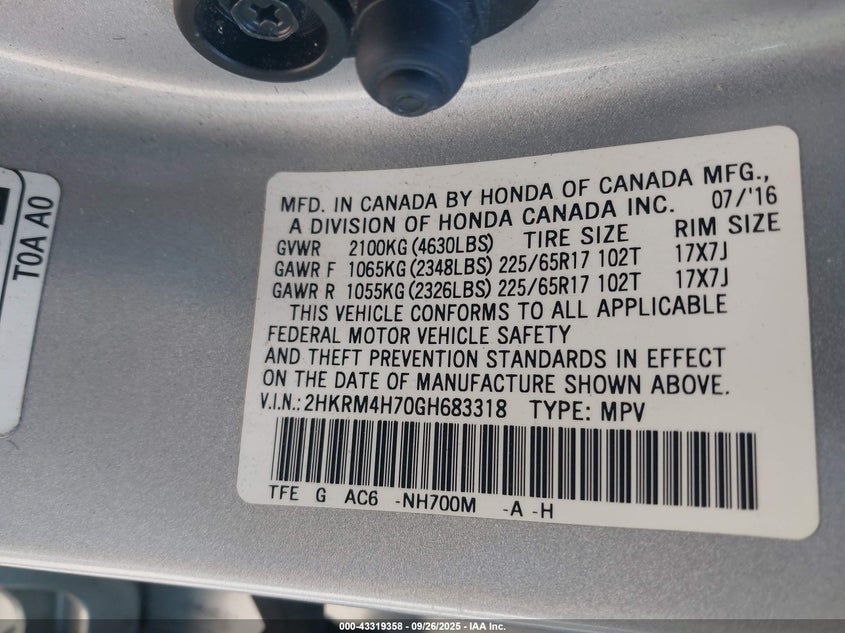 T0A A0
MFD. IN CANADA BY HONDA OF CANADA MFG.,
A DIVISION OF HONDA CANADA INC. 07/'16
GVWR 2100KG (4630LBS) TIRE SIZE RIM SIZE
GAWR F 1065KG (2348LBS) 225/65R17 102T 17X7J
GAWR R 1055KG (2326LBS) 225/65R17 102T 17X7J
THIS VEHICLE CONFORMS TO ALL APPLICABLE
FEDERAL MOTOR VEHICLE SAFETY
AND THEFT PREVENTION STANDARDS IN EFFECT
ON THE DATE OF MANUFACTURE SHOWN ABOVE.
V.I.N.: 2HKRM4H70GH683318 TYPE: MPV
TFE G AC6 -NH700M -A -H
000-43319358 - 09/26/2025 - IAA Inc.